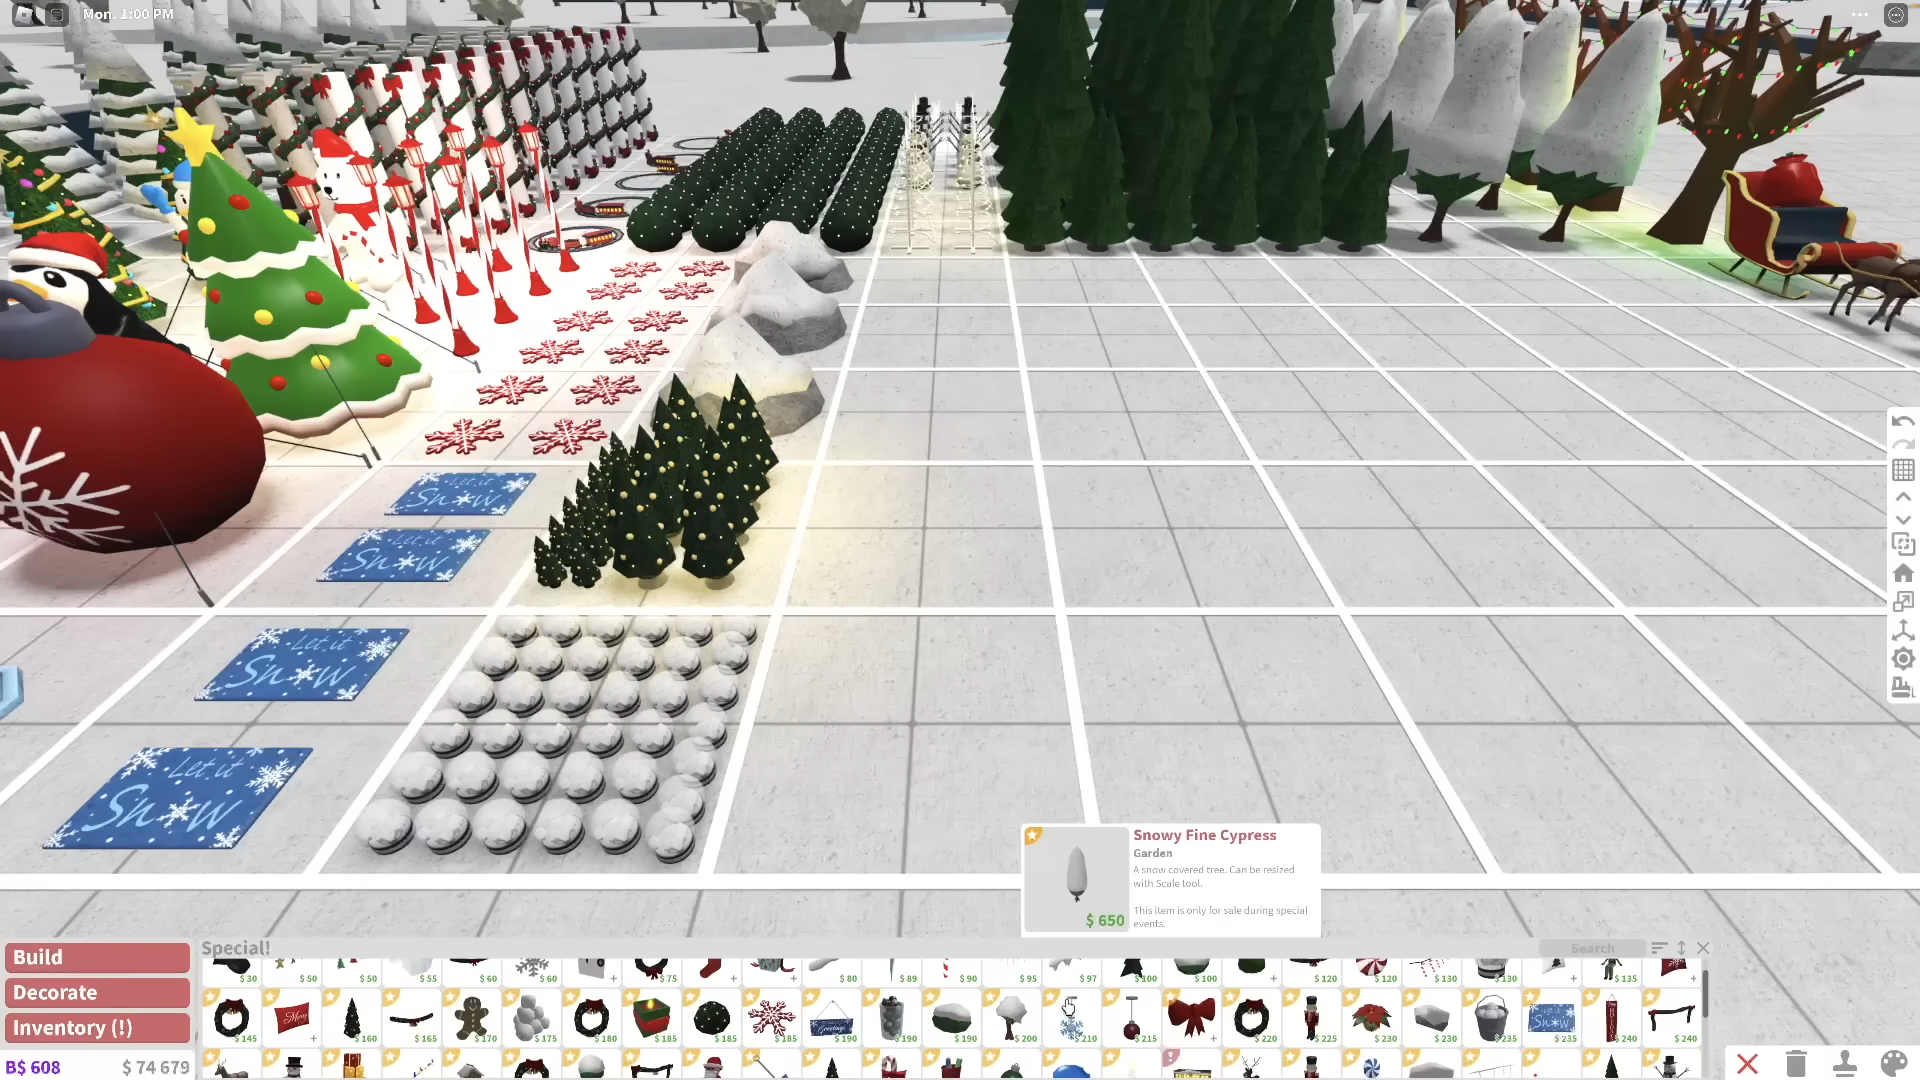 Mon. 1:00 PM
Let it
Snow
Let it
Snow
Let it
Snow
Let it
Snow
Snowy Fine Cypress
Garden
A snow covered tree. Can be resized
with Scale tool.
This item is only for sale during special
events.
$ 650
Build
Decorate
Inventory (!)
B$ 608
$ 74 679
Special!
Search
$ 30
$ 50
$ 50
$ 55
$ 60
$ 60
+
$ 75
+
+
$ 80
$ 89
$ 90
$ 95
$ 97
$ 100
$ 100
+
$ 120
$ 120
$ 130
$ 130
+
$ 135
+
$ 145
+
$ 160
$ 165
$ 170
$ 175
$ 180
$ 185
$ 185
$ 185
$ 190
$ 190
$ 190
$ 200
$ 210
$ 215
+
$ 220
$ 225
$ 230
$ 230
$ 235
$ 235
$ 240
$ 240